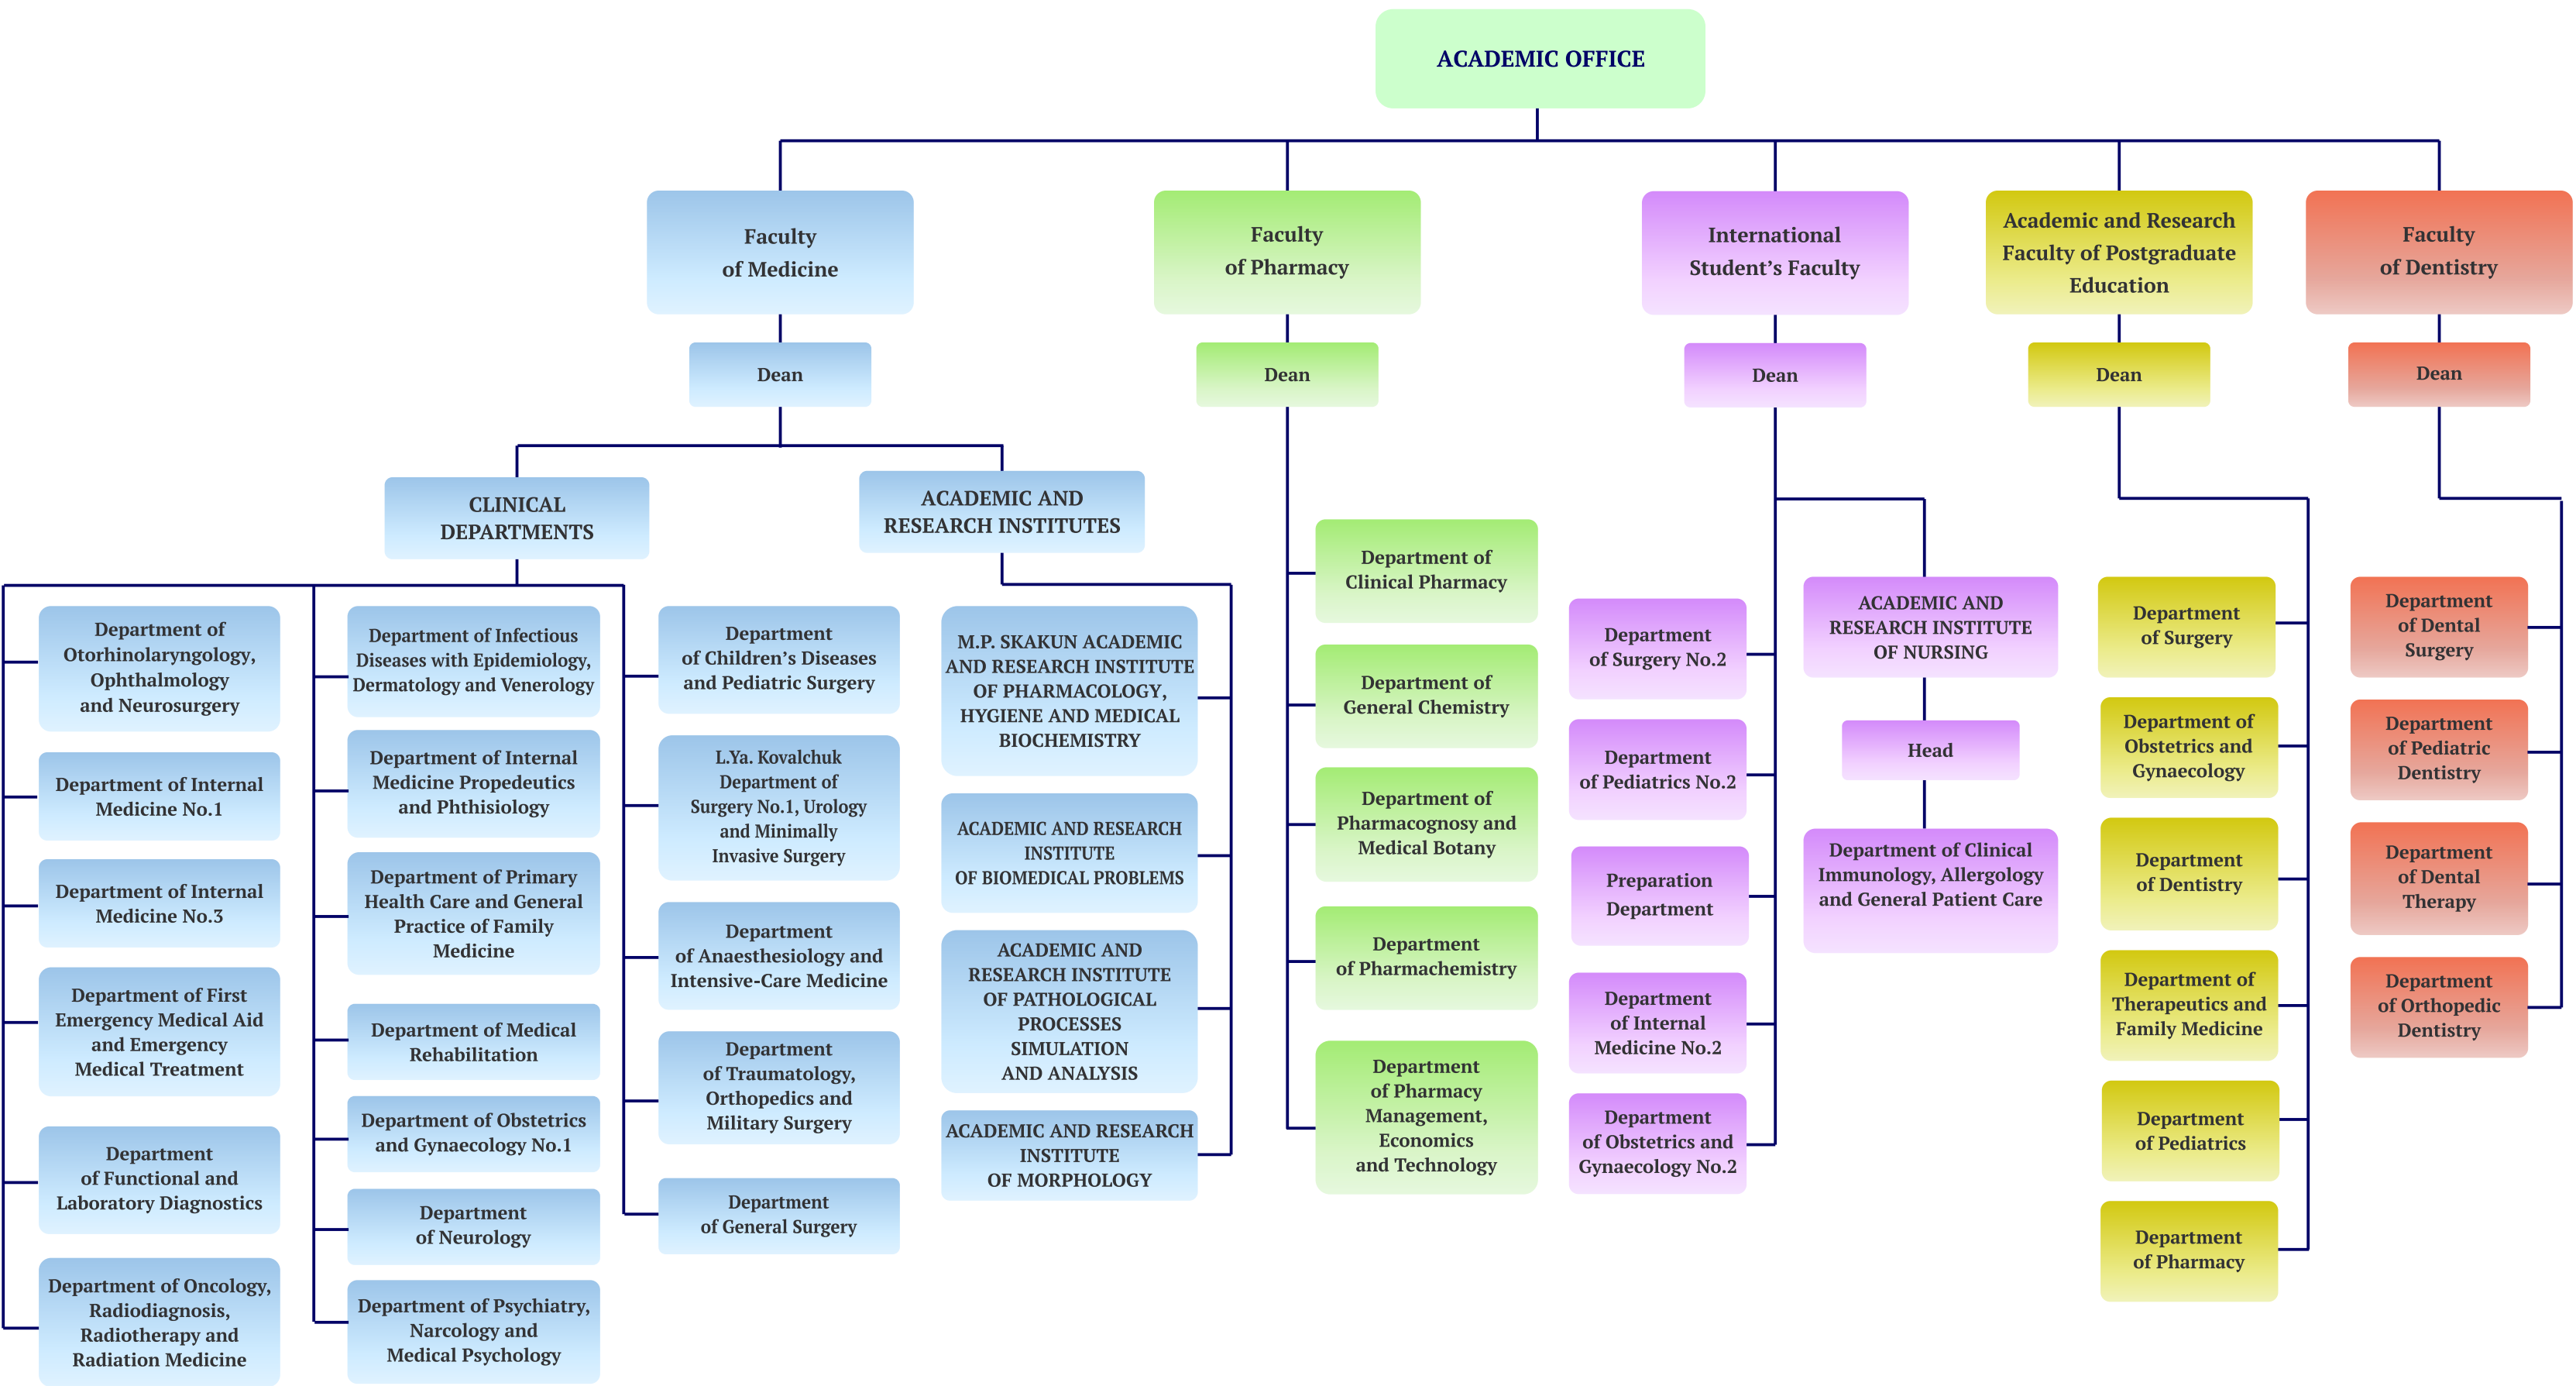 ACADEMIC OFFICE
Faculty
of Medicine
Faculty
of Pharmacy
International
Student’s Faculty
Academic and Research
Faculty of Postgraduate
Education
Faculty
of Dentistry
Dean
Dean
Dean
Dean
Dean
CLINICAL
DEPARTMENTS
ACADEMIC AND
RESEARCH INSTITUTES
Department of
Otorhinolaryngology,
Ophthalmology
and Neurosurgery
Department of Internal
Medicine No.1
Department of Internal
Medicine No.3
Department of First
Emergency Medical Aid
and Emergency
Medical Treatment
Department
of Functional and
Laboratory Diagnostics
Department of Oncology,
Radiodiagnosis,
Radiotherapy and
Radiation Medicine
Department of Infectious
Diseases with Epidemiology,
Dermatology and Venerology
Department of Internal
Medicine Propedeutics
and Phthisiology
Department of Primary
Health Care and General
Practice of Family
Medicine
Department of Medical
Rehabilitation
Department of Obstetrics
and Gynaecology No.1
Department
of Neurology
Department of Psychiatry,
Narcology and
Medical Psychology
Department
of Children’s Diseases
and Pediatric Surgery
L.Ya. Kovalchuk
Department of
Surgery No.1, Urology
and Minimally
Invasive Surgery
Department
of Anaesthesiology and
Intensive-Care Medicine
Department
of Traumatology,
Orthopedics and
Military Surgery
Department
of General Surgery
M.P. SKAKUN ACADEMIC
AND RESEARCH INSTITUTE
OF PHARMACOLOGY,
HYGIENE AND MEDICAL
BIOCHEMISTRY
ACADEMIC AND RESEARCH
INSTITUTE
OF BIOMEDICAL PROBLEMS
ACADEMIC AND
RESEARCH INSTITUTE
OF PATHOLOGICAL
PROCESSES
SIMULATION
AND ANALYSIS
ACADEMIC AND RESEARCH
INSTITUTE
OF MORPHOLOGY
Department of
Clinical Pharmacy
Department of
General Chemistry
Department of
Pharmacognosy and
Medical Botany
Department
of Pharmachemistry
Department
of Pharmacy
Management,
Economics
and Technology
Department
of Surgery No.2
Department
of Pediatrics No.2
Preparation
Department
Department
of Internal
Medicine No.2
Department
of Obstetrics and
Gynaecology No.2
ACADEMIC AND
RESEARCH INSTITUTE
OF NURSING
Head
Department of Clinical
Immunology, Allergology
and General Patient Care
Department
of Surgery
Department of
Obstetrics and
Gynaecology
Department
of Dentistry
Department of
Therapeutics and
Family Medicine
Department
of Pediatrics
Department
of Pharmacy
Department
of Dental
Surgery
Department
of Pediatric
Dentistry
Department
of Dental
Therapy
Department
of Orthopedic
Dentistry